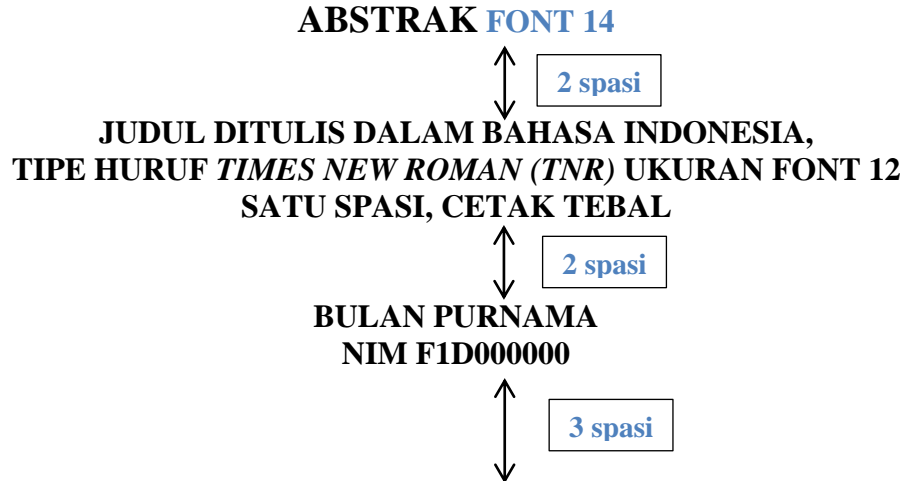 ABSTRAK FONT 14
2 spasi
JUDUL DITULIS DALAM BAHASA INDONESIA,
TIPE HURUF TIMES NEW ROMAN (TNR) UKURAN FONT 12
SATU SPASI, CETAK TEBAL
2 spasi
BULAN PURNAMA
NIM F1D000000
3 spasi